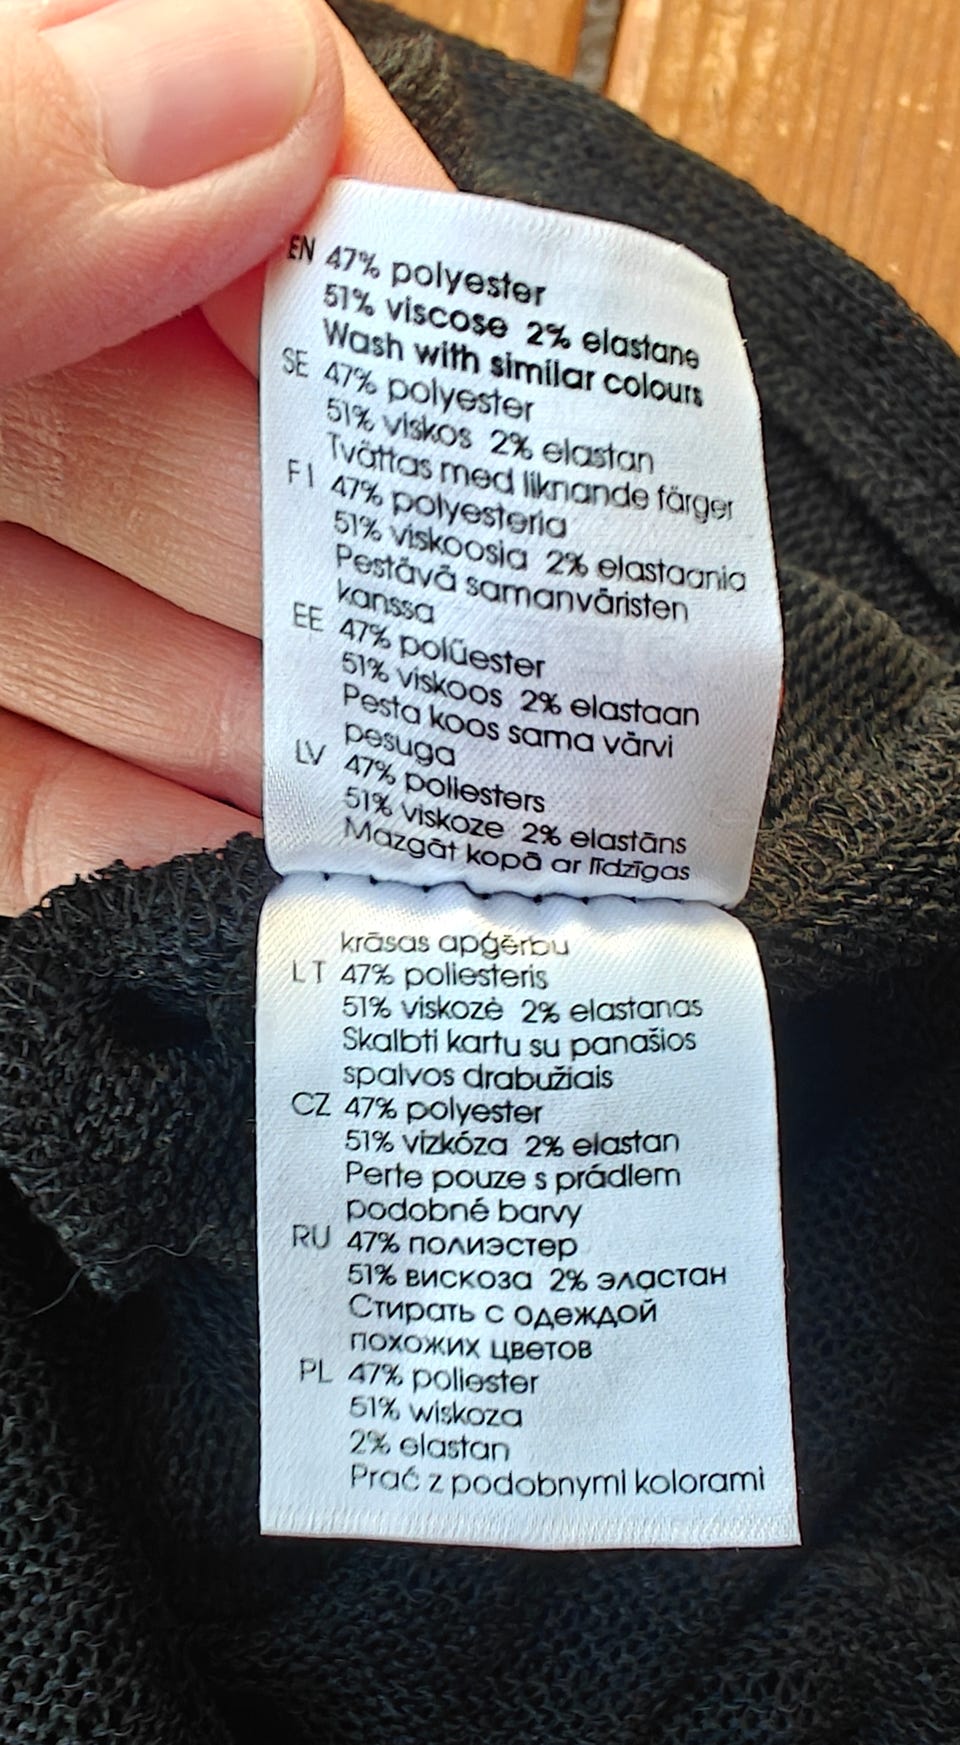 EN 47% polyester
51% viscose 2% elastane
Wash with similar colours
SE 47% polyester
51% viskos 2% elastan
Tvättas med liknande färger
FI 47% polyesteria
51% viskoosia 2% elastaania
Pestävä samanväristen
kanssa
EE 47% polüester
51% viskoos 2% elastaan
Pesta koos sama värvi
pesuga
LV 47% poliesters
51% viskoze 2% elastāns
Mazgāt kopā ar līdzīgas
krāsas apģērbu
LT 47% poliesteris
51% viskozė 2% elastanas
Skalbti kartu su panašios
spalvos drabužiais
CZ 47% polyester
51% vizkóza 2% elastan
Perte pouze s prádlem
podobné barvy
RU 47% полиэстер
51% вискоза 2% эластан
Стирать с одеждой
похожих цветов
PL 47% poliester
51% wiskoza
2% elastan
Prać z podobnymi kolorami